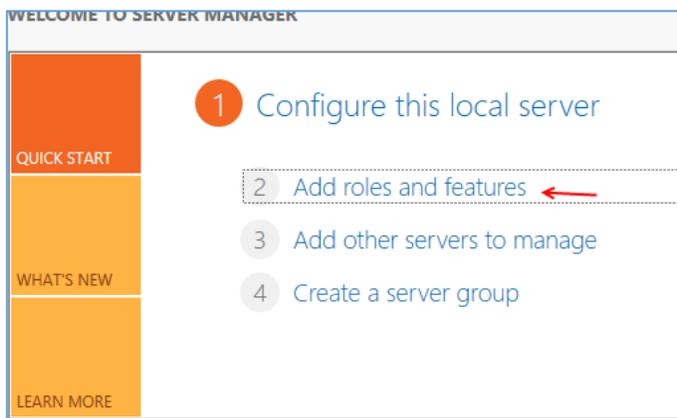 WELCOME TO SERVER MANAGER
1 Configure this local server
QUICK START
2 Add roles and features
3 Add other servers to manage
WHAT'S NEW
4 Create a server group
LEARN MORE